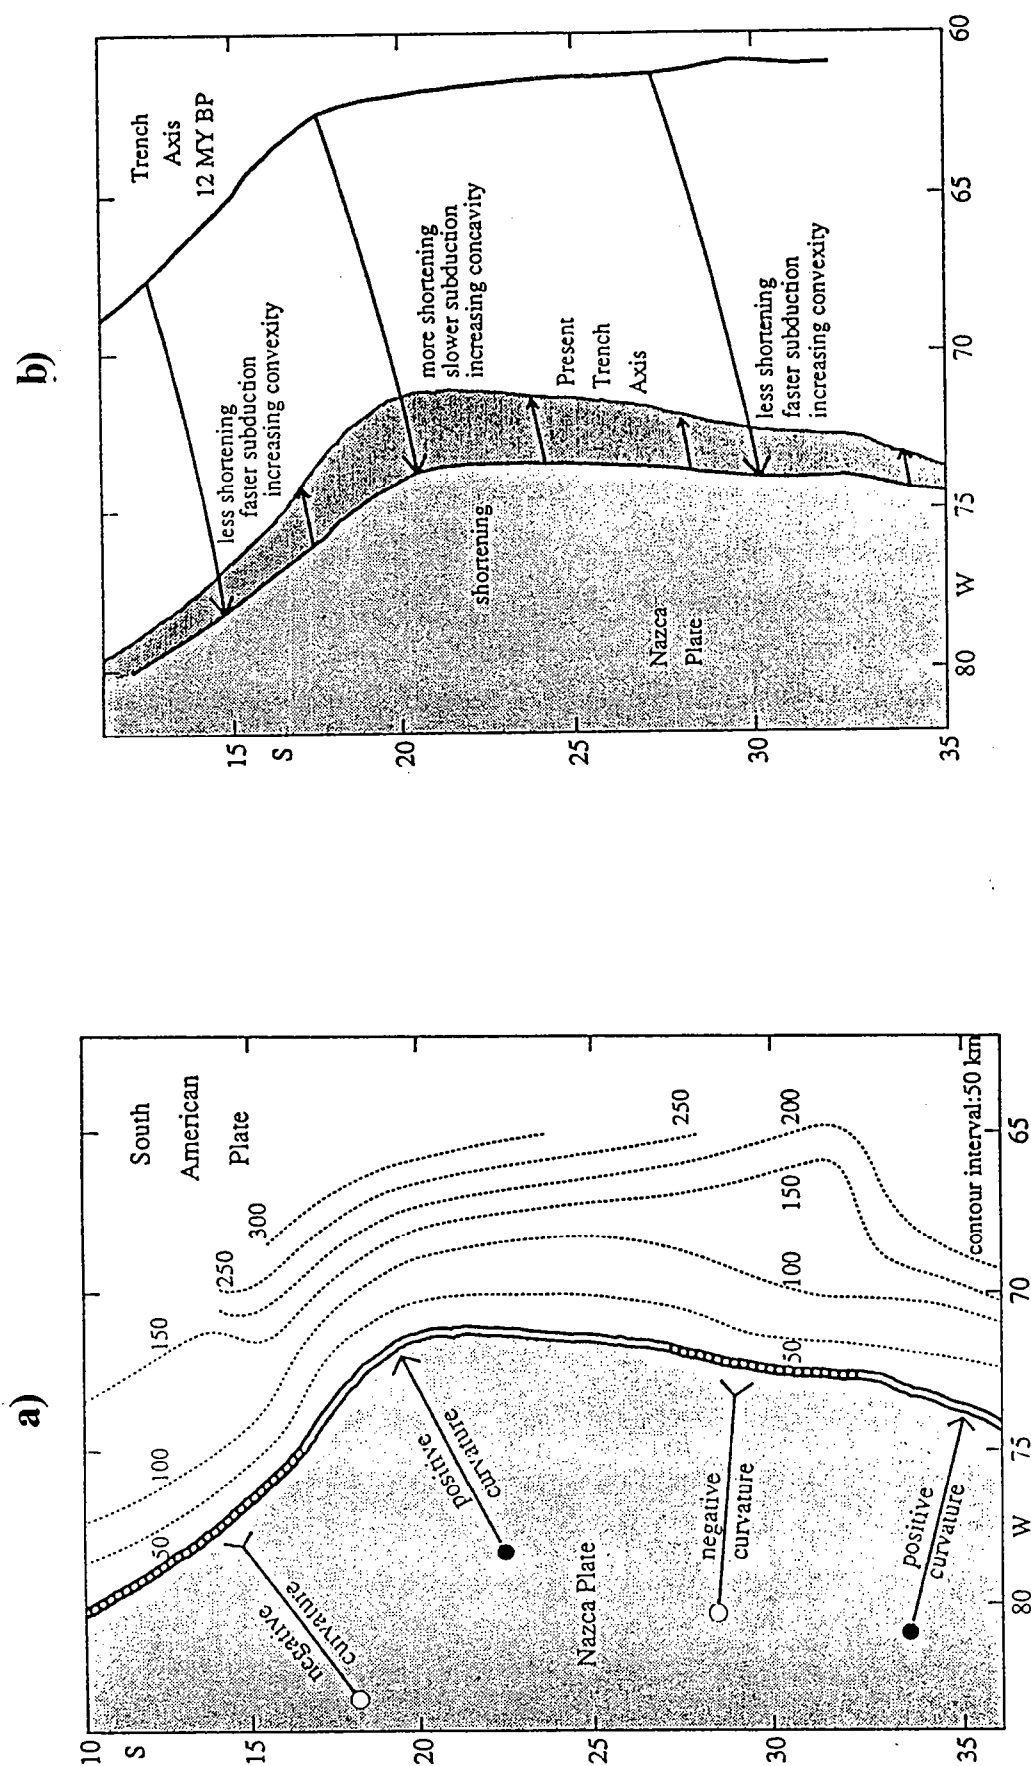 a)
South
American
Plate
300
250
250
200
150
150
100
100
50
50
contour interval:50 km
positive
curvature
negative
curvature
negative
curvature
positive
curvature
Nazca Plate
10
S
15
20
25
30
35
65
70
75
W
80
b)
Trench
Axis
12 MY BP
less shortening
faster subduction
increasing convexity
more shortening
slower subduction
increasing concavity
Present
Trench
Axis
less shortening
faster subduction
increasing convexity
shortening
Nazca
Plate
15
S
20
25
30
35
60
65
70
75
W
80